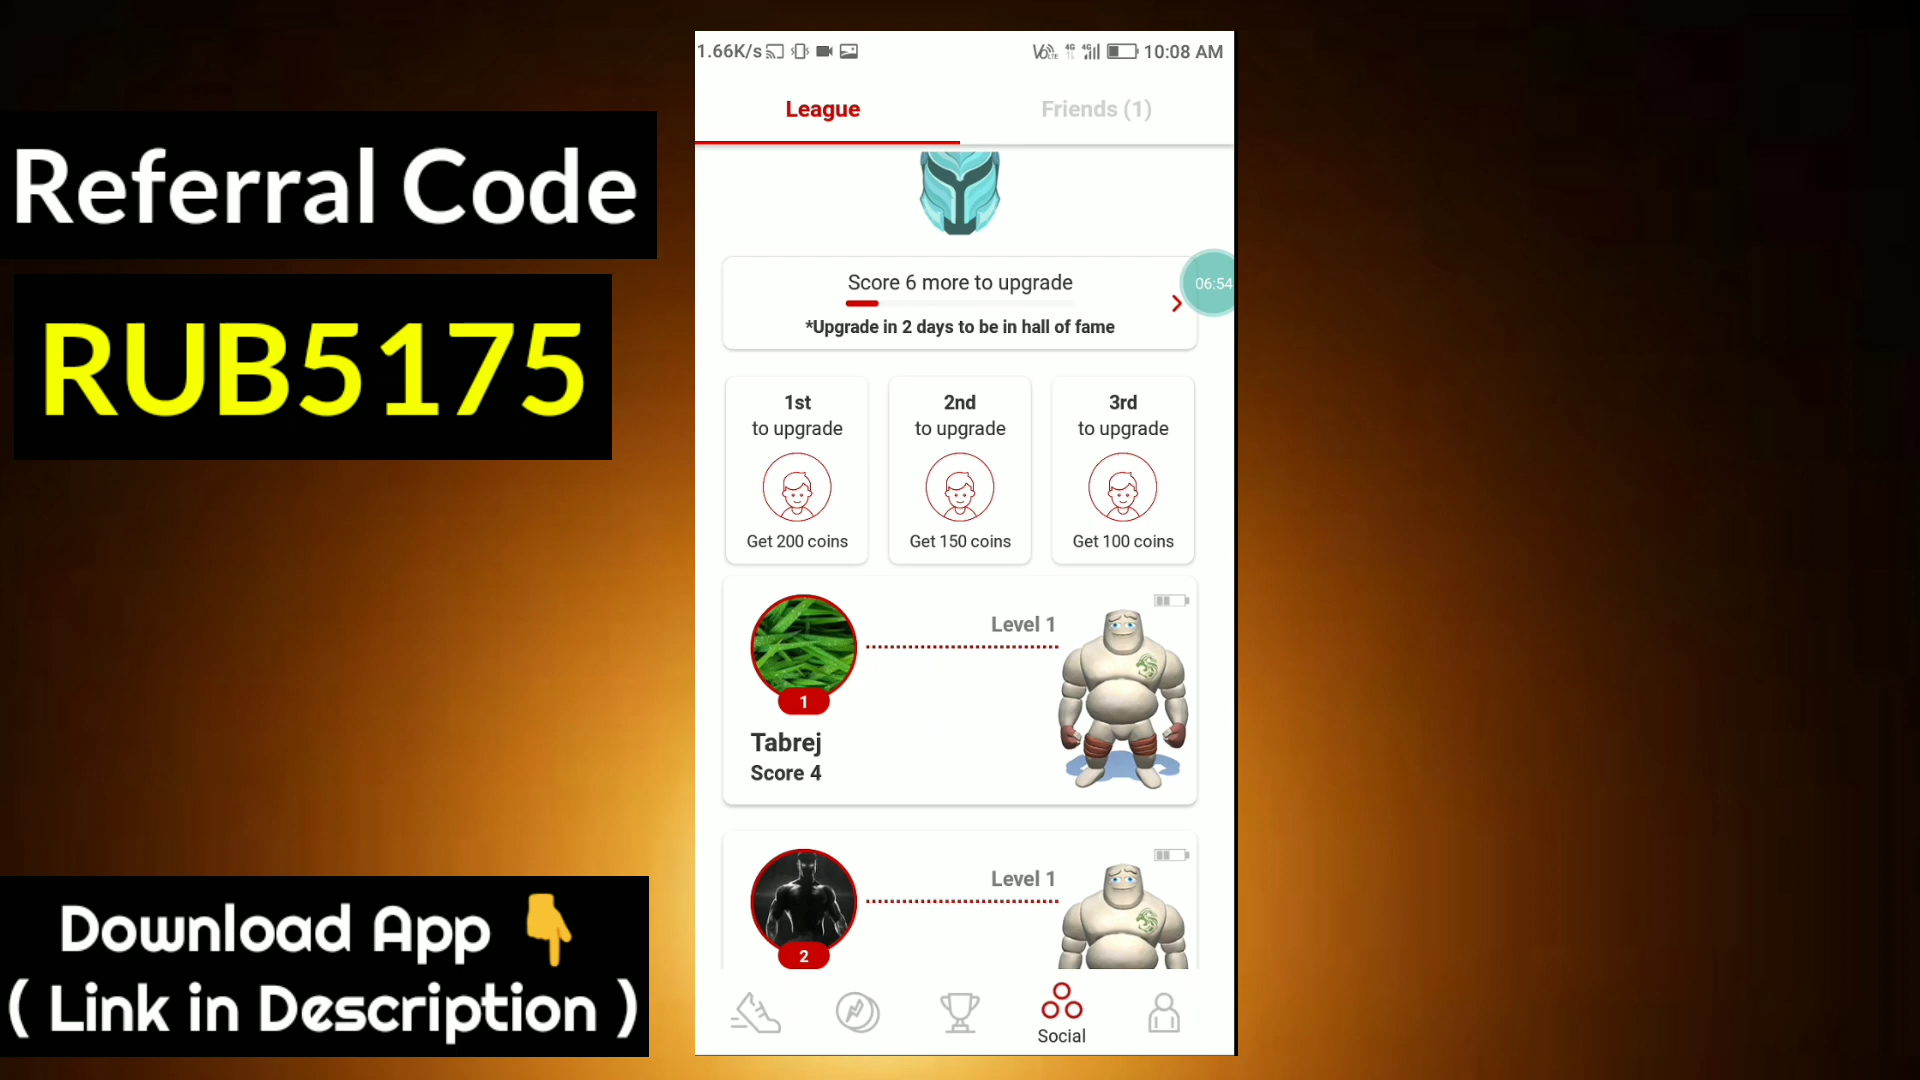 Referral Code
RUB5175
Download App 👇
( Link in Description )
1.66K/s
10:08 AM
League
Friends (1)
Score 6 more to upgrade
06:54
*Upgrade in 2 days to be in hall of fame
1st
to upgrade
Get 200 coins
2nd
to upgrade
Get 150 coins
3rd
to upgrade
Get 100 coins
Level 1
1
Tabrej
Score 4
Level 1
2
Social